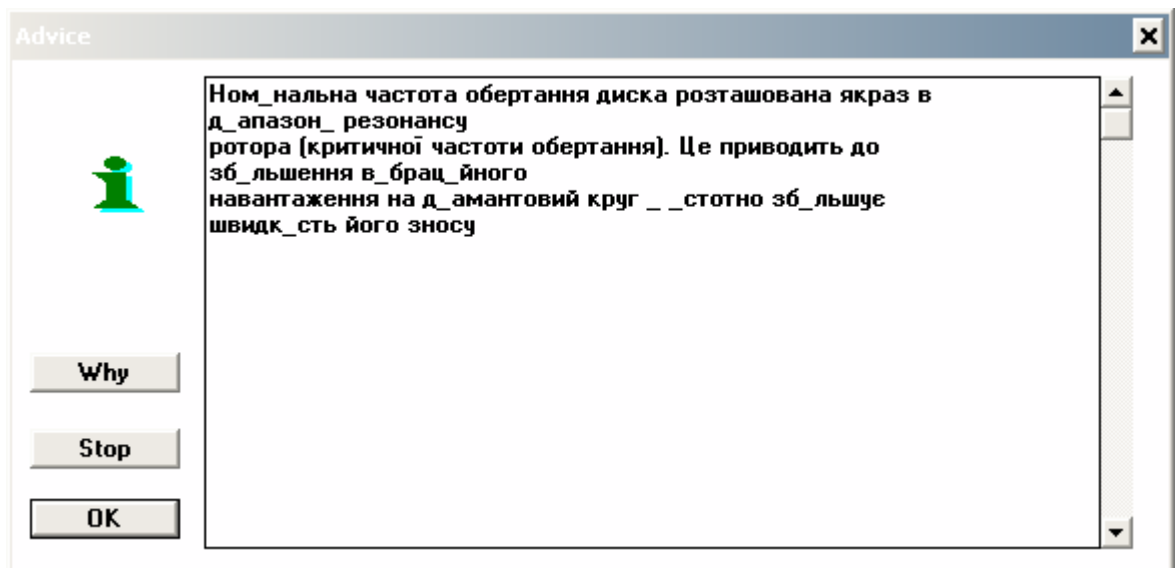 Advice
Ном_нальна частота обертання диска розташована якраз в
д_апазон_ резонансу
ротора (критичної частоти обертання). Це приводить до
зб_льшення в_брац_йного
навантаження на д_амантовий круг _ _стотно зб_льшує
швидк_сть його зносу
Why
Stop
OK